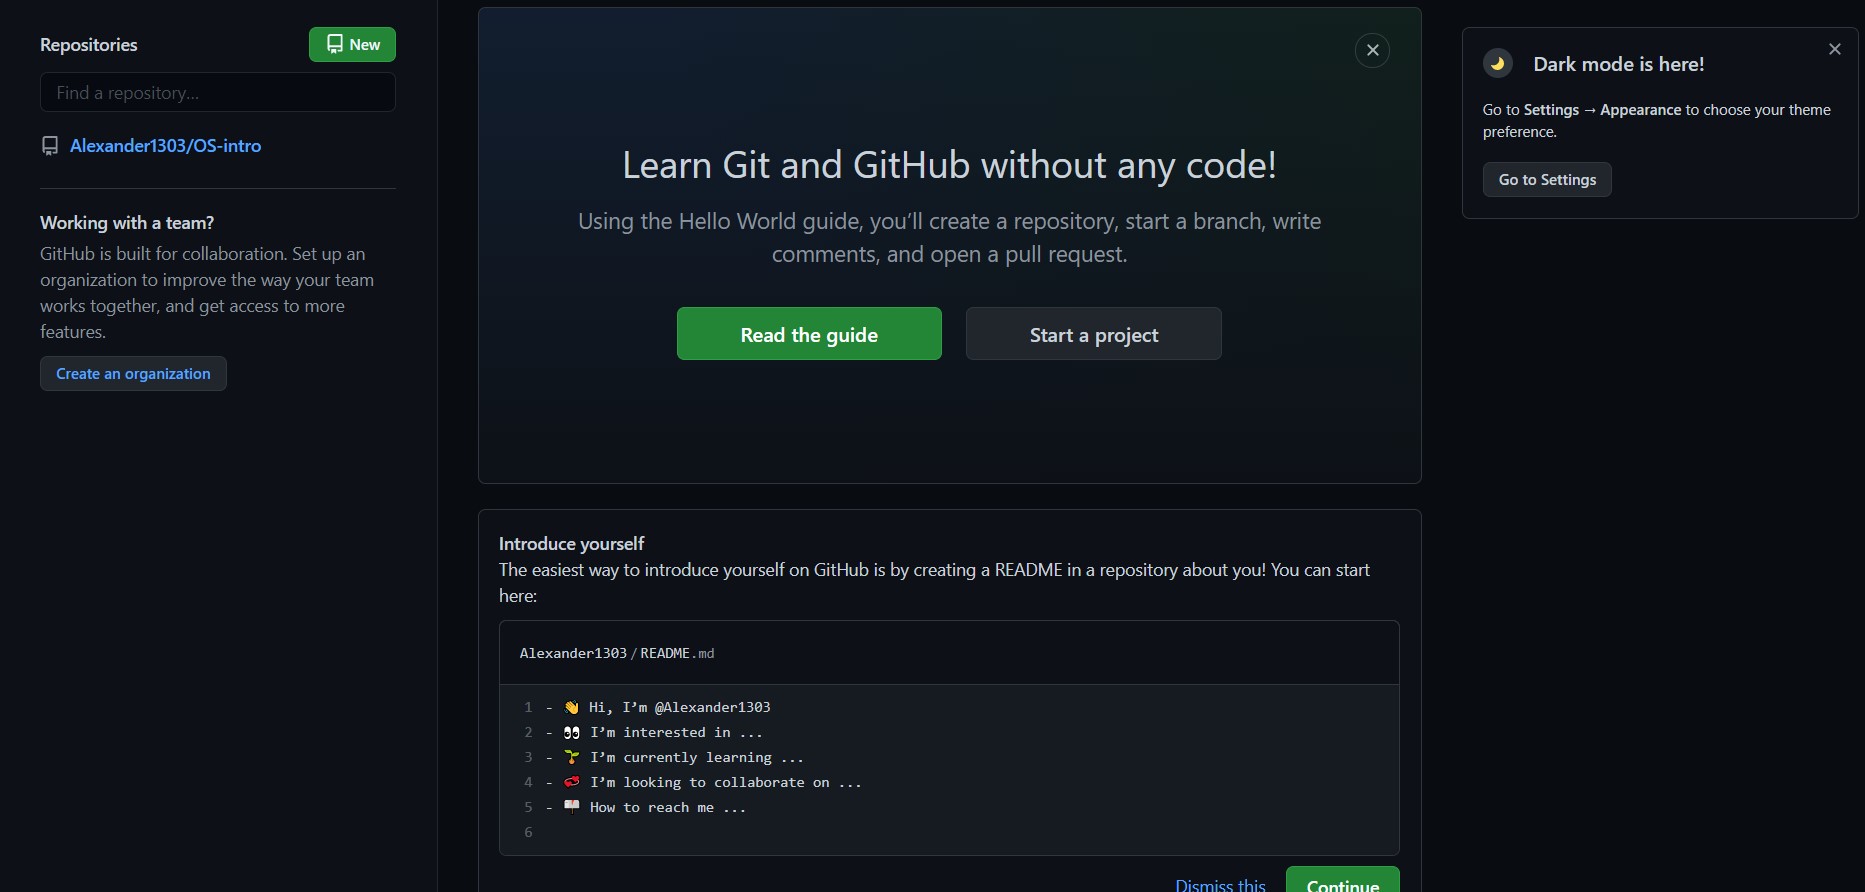 Repositories
New
Find a repository...
Alexander1303/OS-intro
Working with a team?
GitHub is built for collaboration. Set up an
organization to improve the way your team
works together, and get access to more
features.
Create an organization
Learn Git and GitHub without any code!
Using the Hello World guide, you’ll create a repository, start a branch, write
comments, and open a pull request.
Read the guide
Start a project
Introduce yourself
The easiest way to introduce yourself on GitHub is by creating a README in a repository about you! You can start
here:
Alexander1303 / README.md
1 - 👋 Hi, I’m @Alexander1303
2 - 👀 I’m interested in ...
3 - 🌱 I’m currently learning ...
4 - 💞️ I’m looking to collaborate on ...
5 - 📫 How to reach me ...
6
Dismiss this
Continue
Dark mode is here!
Go to Settings → Appearance to choose your theme
preference.
Go to Settings